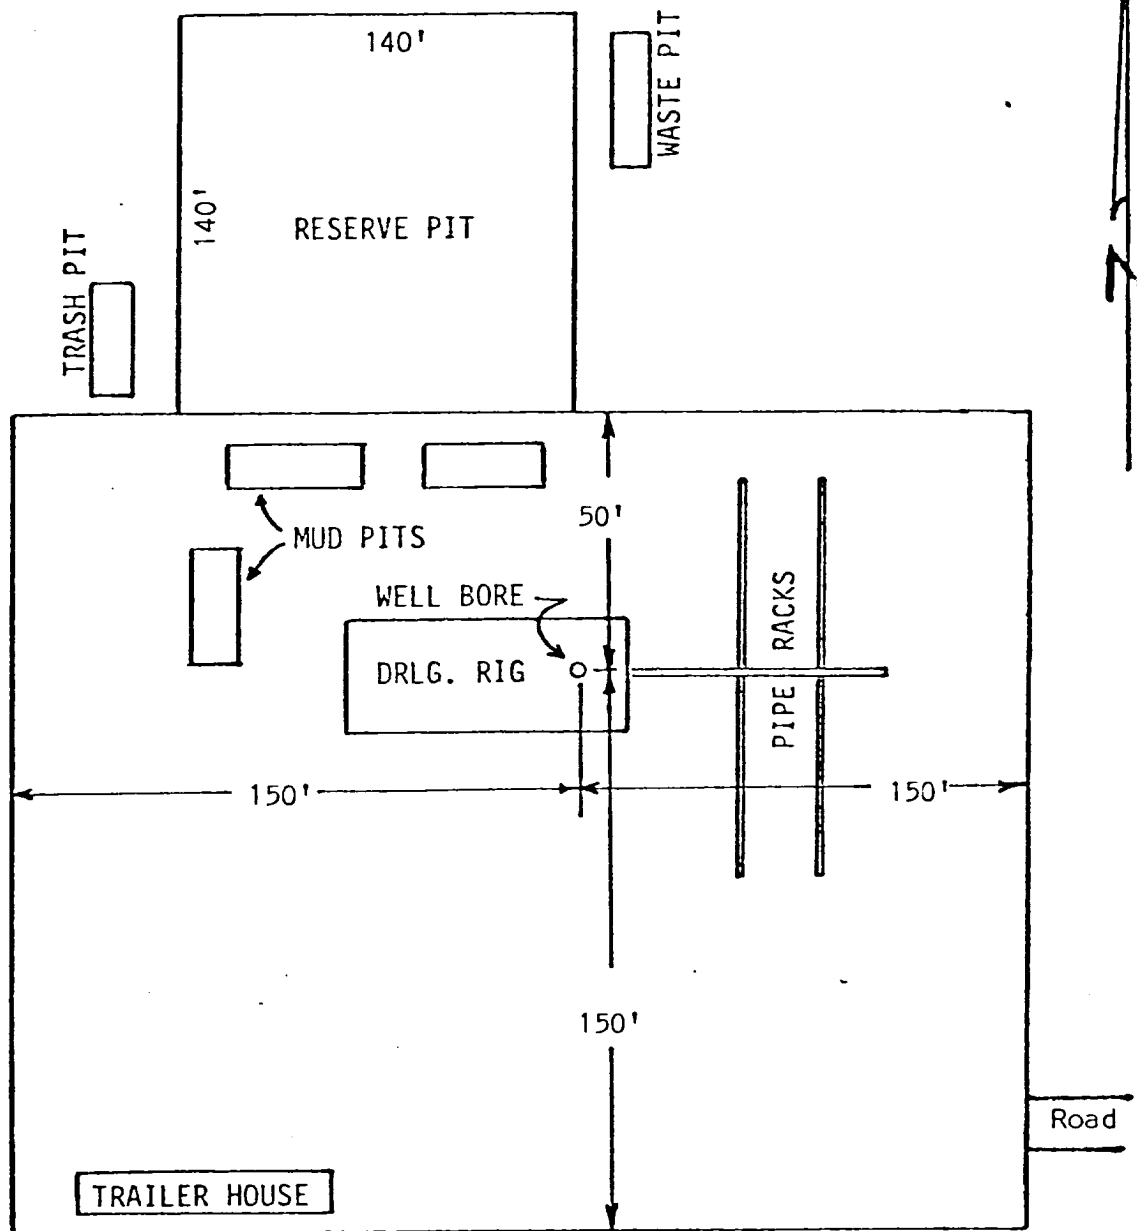 140'
WASTE PIT
140'
RESERVE PIT
TRASH PIT
50'
MUD PITS
WELL BORE
DRLG. RIG
PIPE RACKS
150'
150'
150'
Road
TRAILER HOUSE